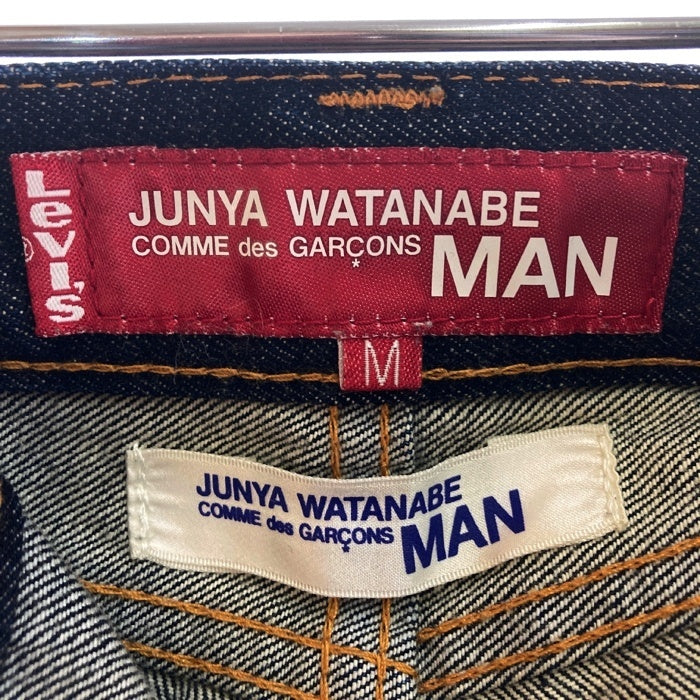 LeVI'S
®
JUNYA WATANABE
COMME des GARÇONS
*
MAN
M
JUNYA WATANABE
COMME des GARÇONS
*
MAN